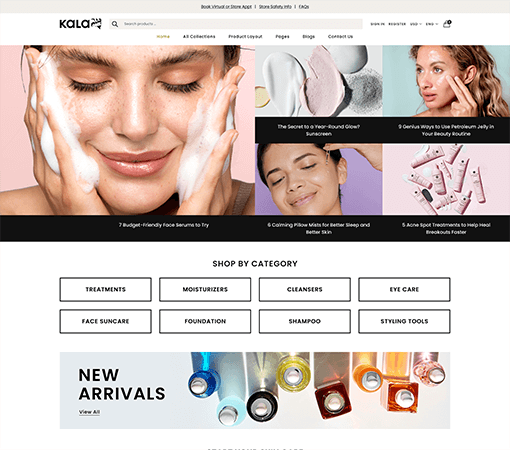 Book Virtual or Store Appt | Store Safety Info | FAQs
KALA
Search products ...
SIGN IN REGISTER USD ENG 0
Home All Collections Product Layout Pages Blogs Contact Us
The Secret to a Year-Round Glow?
Sunscreen
9 Genius Ways to Use Petroleum Jelly in
Your Beauty Routine
7 Budget-Friendly Face Serums to Try
6 Calming Pillow Mists for Better Sleep and
Better Skin
5 Acne Spot Treatments to Help Heal
Breakouts Faster
SHOP BY CATEGORY
TREATMENTS MOISTURIZERS CLEANSERS EYE CARE
FACE SUNCARE FOUNDATION SHAMPOO STYLING TOOLS
NEW
ARRIVALS
View All